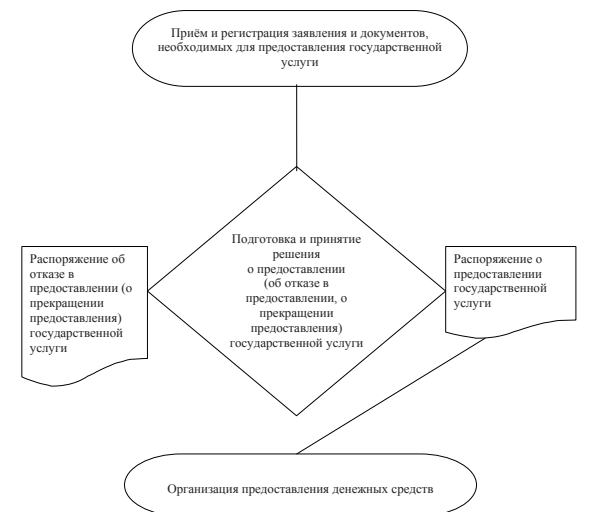 Приём и регистрация заявления и документов,
необходимых для предоставления государственной
услуги
Подготовка и принятие
решения
о предоставлении
(об отказе в
предоставлении, о
прекращении
предоставления)
государственной услуги
Распоряжение об
отказе в
предоставлении (о
прекращении
предоставления)
государственной
услуги
Распоряжение о
предоставлении
государственной
услуги
Организация предоставления денежных средств